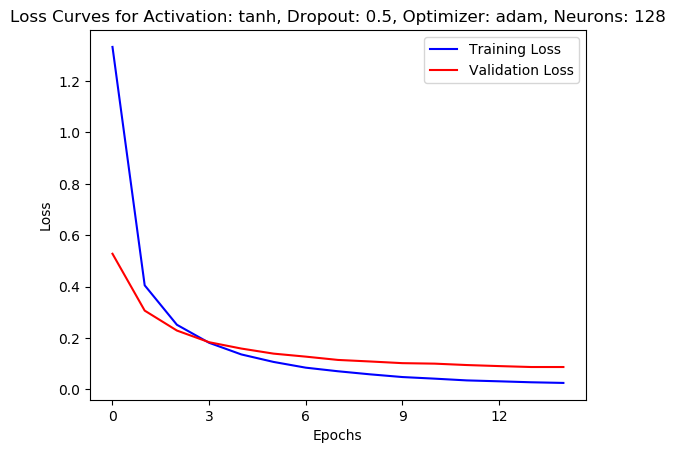 Loss Curves for Activation: tanh, Dropout: 0.5, Optimizer: adam, Neurons: 128
Training Loss
Validation Loss
1.2
1.0
0.8
0.6
0.4
0.2
0.0
Loss
0 3 6 9 12
Epochs